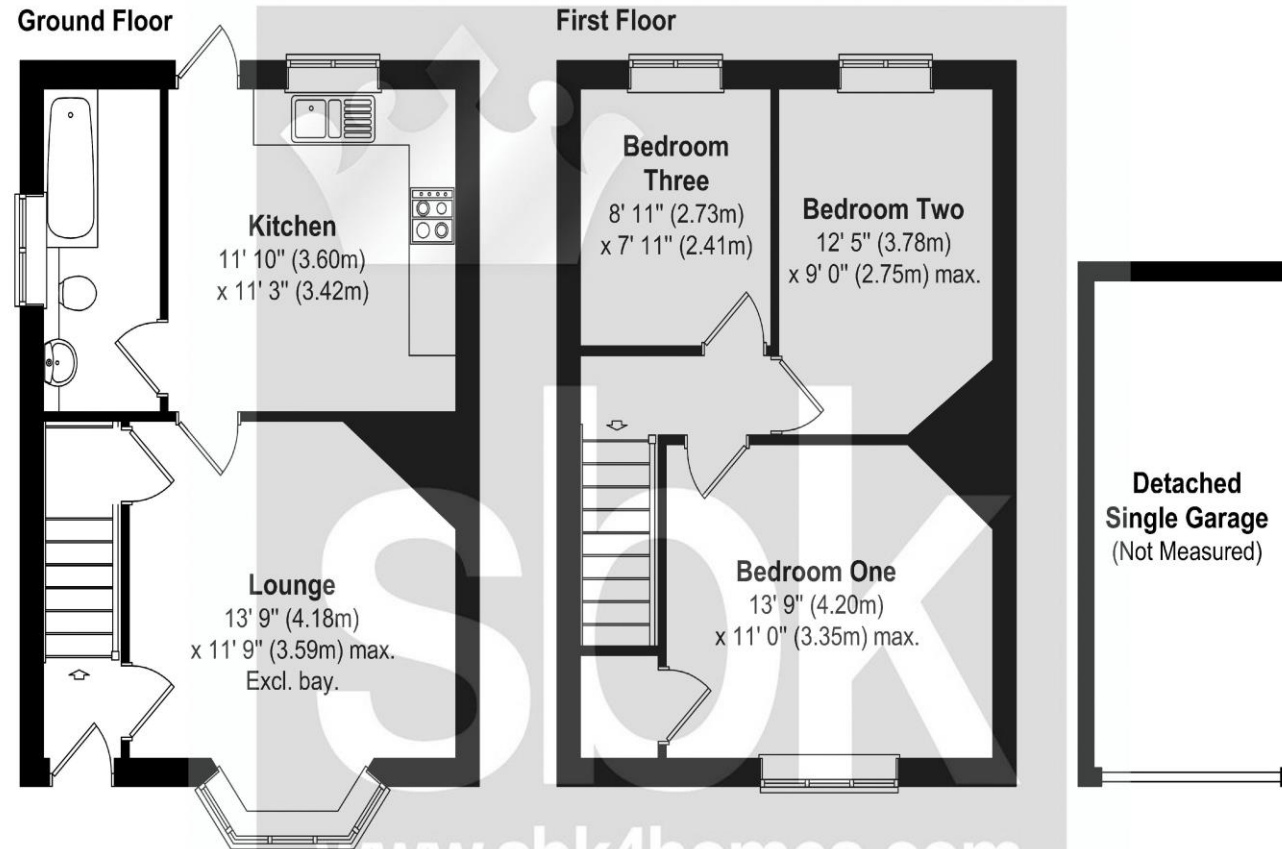 Ground Floor
First Floor
Kitchen
11' 10" (3.60m)
x 11' 3" (3.42m)
Lounge
13' 9" (4.18m)
x 11' 9" (3.59m) max.
Excl. bay.
Bedroom
Three
8' 11" (2.73m)
x 7' 11" (2.41m)
Bedroom Two
12' 5" (3.78m)
x 9' 0" (2.75m) max.
Bedroom One
13' 9" (4.20m)
x 11' 0" (3.35m) max.
Detached
Single Garage
(Not Measured)
sbk
www.sbk4homes.com